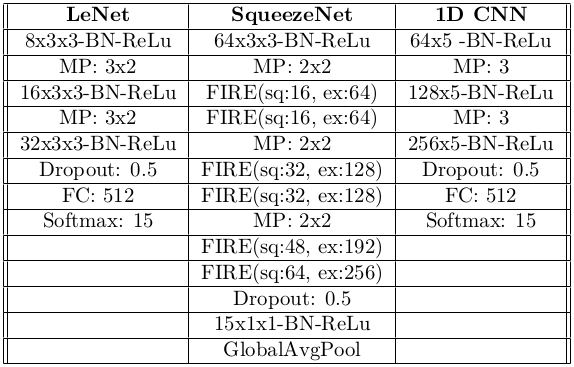 LeNet SqueezeNet 1D CNN
8x3x3-BN-ReLu 64x3x3-BN-ReLu 64x5 -BN-ReLu
MP: 3x2 MP: 2x2 MP: 3
16x3x3-BN-ReLu FIRE(sq:16, ex:64) 128x5-BN-ReLu
MP: 3x2 FIRE(sq:16, ex:64) MP: 3
32x3x3-BN-ReLu MP: 2x2 256x5-BN-ReLu
Dropout: 0.5 FIRE(sq:32, ex:128) Dropout: 0.5
FC: 512 FIRE(sq:32, ex:128) FC: 512
Softmax: 15 MP: 2x2 Softmax: 15
FIRE(sq:48, ex:192)
FIRE(sq:64, ex:256)
Dropout: 0.5
15x1x1-BN-ReLu
GlobalAvgPool